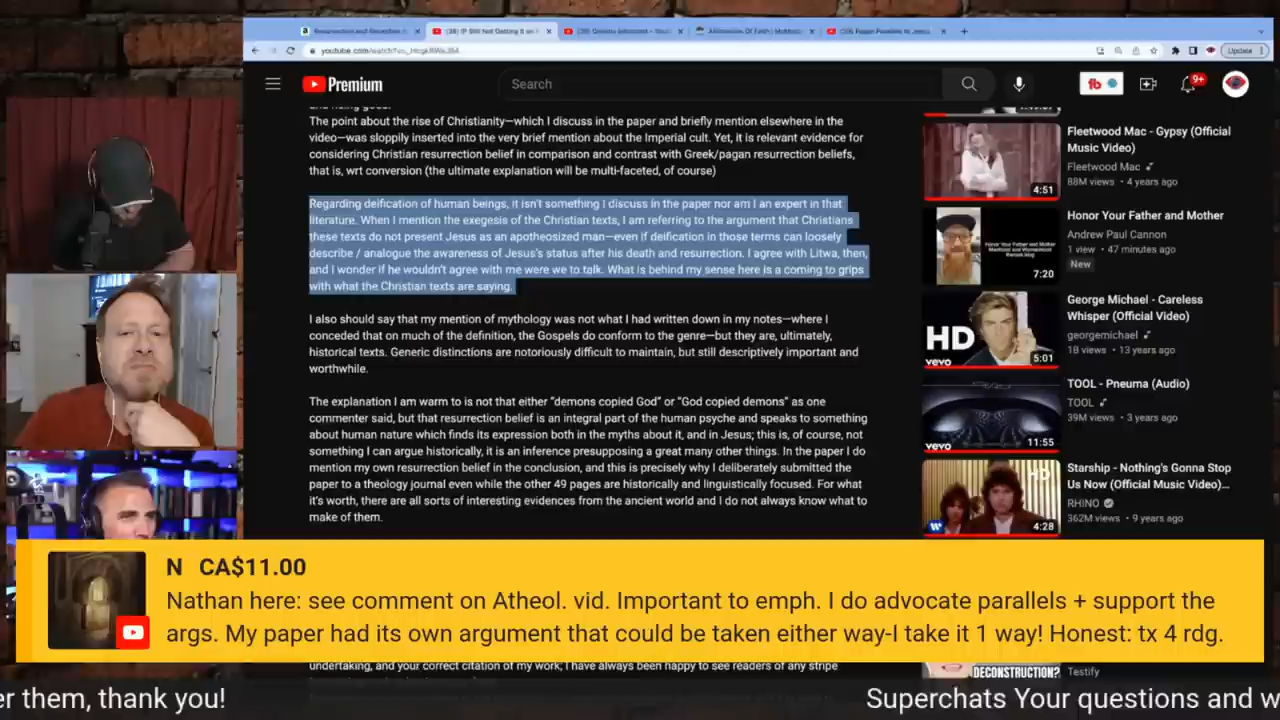 Update
Premium
Search
9+
The point about the rise of Christianity—which I discuss in the paper and briefly mention elsewhere in the
video—was sloppily inserted into the very brief mention about the Imperial cult. Yet, it is relevant evidence for
considering Christian resurrection belief in comparison and contrast with Greek/pagan resurrection beliefs,
that is, wrt conversion (the ultimate explanation will be multi-faceted, of course)
Regarding deification of human beings, it isn't something I discuss in the paper nor am I an expert in that
literature. When I mention the exegesis of the Christian texts, I am referring to the argument that Christians
these texts do not present Jesus as an apotheosized man—even if deification in those terms can loosely
describe / analogue the awareness of Jesus's status after his death and resurrection. I agree with Litwa, then,
and I wonder if he wouldn't agree with me were we to talk. What is behind my sense here is a coming to grips
with what the Christian texts are saying.
I also should say that my mention of mythology was not what I had written down in my notes—where I
conceded that on much of the definition, the Gospels do conform to the genre—but they are, ultimately,
historical texts. Generic distinctions are notoriously difficult to maintain, but still descriptively important and
worthwhile.
The explanation I am warm to is not that either "demons copied God" or "God copied demons" as one
commenter said, but that resurrection belief is an integral part of the human psyche and speaks to something
about human nature which finds its expression both in the myths about it, and in Jesus; this is, of course, not
something I can argue historically, it is an inference presupposing a great many other things. In the paper I do
mention my own resurrection belief in the conclusion, and this is precisely why I deliberately submitted the
paper to a theology journal even while the other 49 pages are historically and linguistically focused. For what
it's worth, there are all sorts of interesting evidences from the ancient world and I do not always know what to
make of them.
Fleetwood Mac - Gypsy (Official
Music Video)
Fleetwood Mac
88M views • 4 years ago
4:51
Honor Your Father and Mother
Andrew Paul Cannon
1 view • 47 minutes ago
New
7:20
George Michael - Careless
Whisper (Official Video)
georgemichael
1B views • 13 years ago
HD
vevo
5:01
TOOL - Pneuma (Audio)
TOOL
39M views • 3 years ago
vevo
11:55
Starship - Nothing's Gonna Stop
Us Now (Official Music Video)...
RHINO
362M views • 9 years ago
HD
4:28
N CA$11.00
Nathan here: see comment on Atheol. vid. Important to emph. I do advocate parallels + support the
args. My paper had its own argument that could be taken either way-I take it 1 way! Honest: tx 4 rdg.
undertaking, and your correct citation of my work; I have always been happy to see readers of any stripe
DECONSTRUCTION?
Testify
er them, thank you!
Superchats Your questions and w